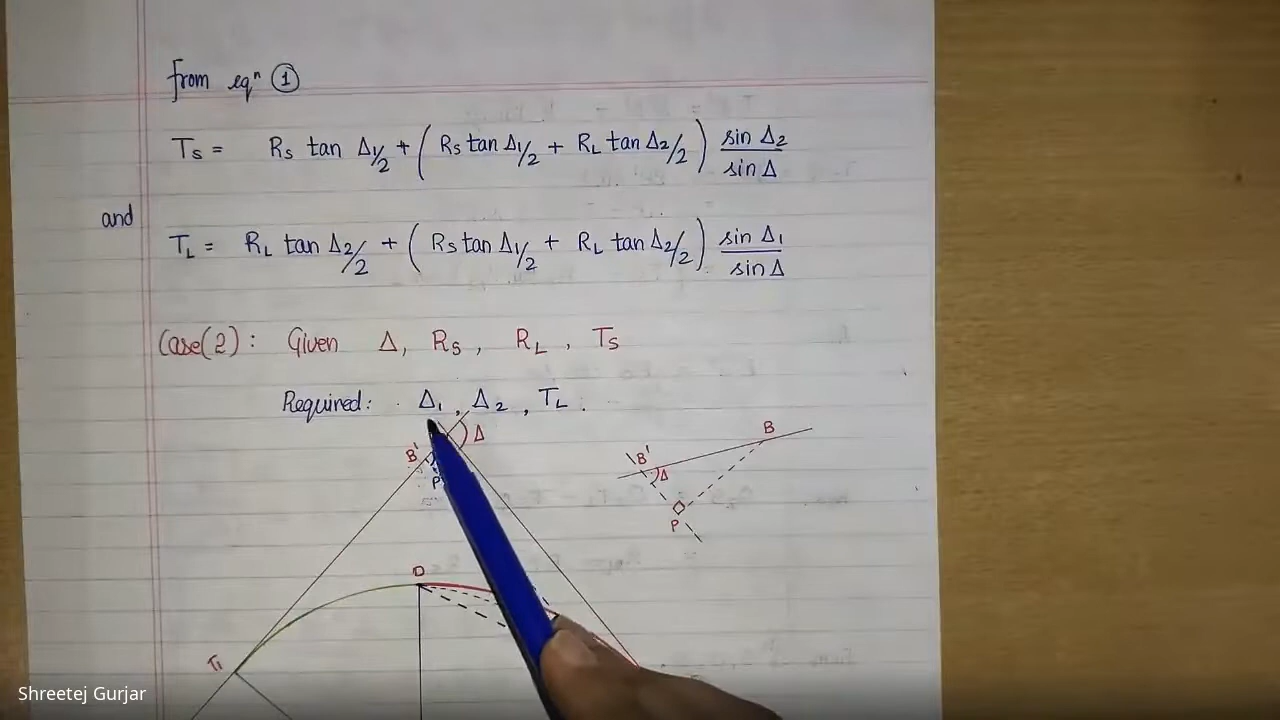 from eqⁿ ①
Ts = Rs tan Δ₁/2 + ( Rs tan Δ₁/2 + RL tan Δ₂/2 ) sin Δ₂ / sin Δ
and
TL = RL tan Δ₂/2 + ( Rs tan Δ₁/2 + RL tan Δ₂/2 ) sin Δ₁ / sin Δ
Case(2): Given Δ, Rs, RL, Ts
Required: Δ₁, Δ₂, TL.
Δ
B'
P
B
B'
Δ
P
D
T₁
Shreetej Gurjar